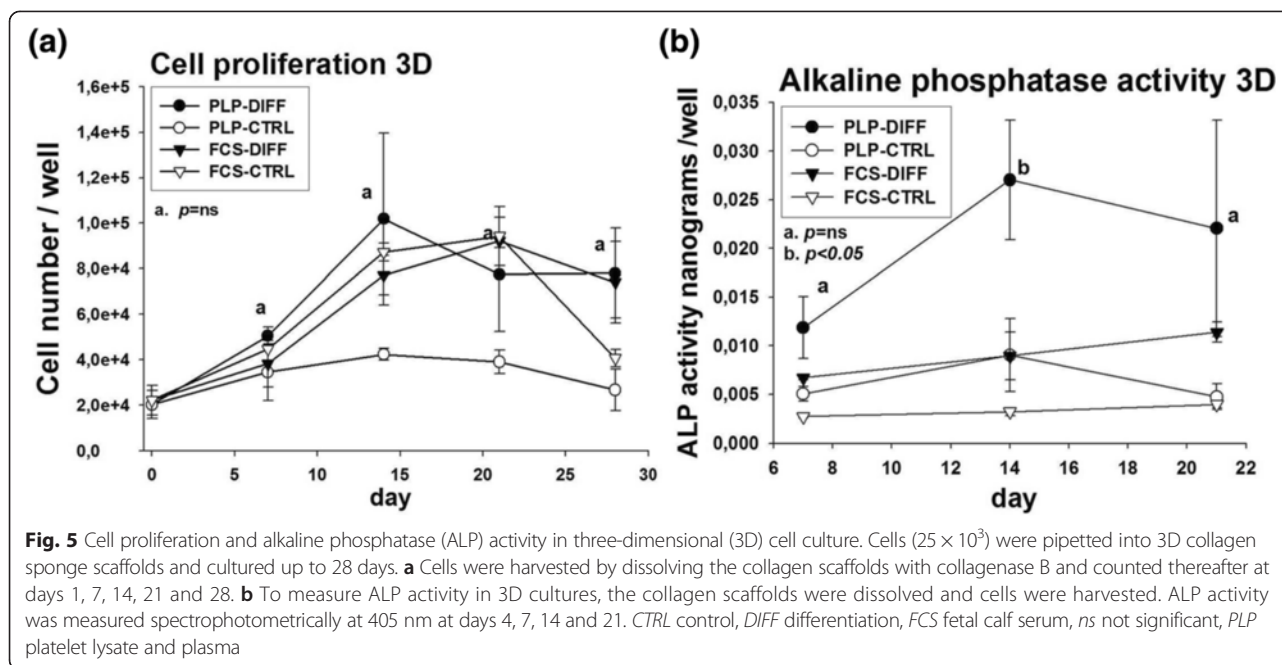 (a)
Cell proliferation 3D
Cell number / well
1,6e+5
1,4e+5
1,2e+5
1,0e+5
8,0e+4
6,0e+4
4,0e+4
2,0e+4
0,0
PLP-DIFF
PLP-CTRL
FCS-DIFF
FCS-CTRL
a. p=ns
a
a
a
a
0 5 10 15 20 25 30
day
(b)
Alkaline phosphatase activity 3D
ALP activity nanograms /well
0,035
0,030
0,025
0,020
0,015
0,010
0,005
0,000
PLP-DIFF
PLP-CTRL
FCS-DIFF
FCS-CTRL
a. p=ns
b. p<0.05
a
b
a
6 8 10 12 14 16 18 20 22
day
Fig. 5 Cell proliferation and alkaline phosphatase (ALP) activity in three-dimensional (3D) cell culture. Cells (25 × 10³) were pipetted into 3D collagen
sponge scaffolds and cultured up to 28 days. a Cells were harvested by dissolving the collagen scaffolds with collagenase B and counted thereafter at
days 1, 7, 14, 21 and 28. b To measure ALP activity in 3D cultures, the collagen scaffolds were dissolved and cells were harvested. ALP activity
was measured spectrophotometrically at 405 nm at days 4, 7, 14 and 21. CTRL control, DIFF differentiation, FCS fetal calf serum, ns not significant, PLP
platelet lysate and plasma